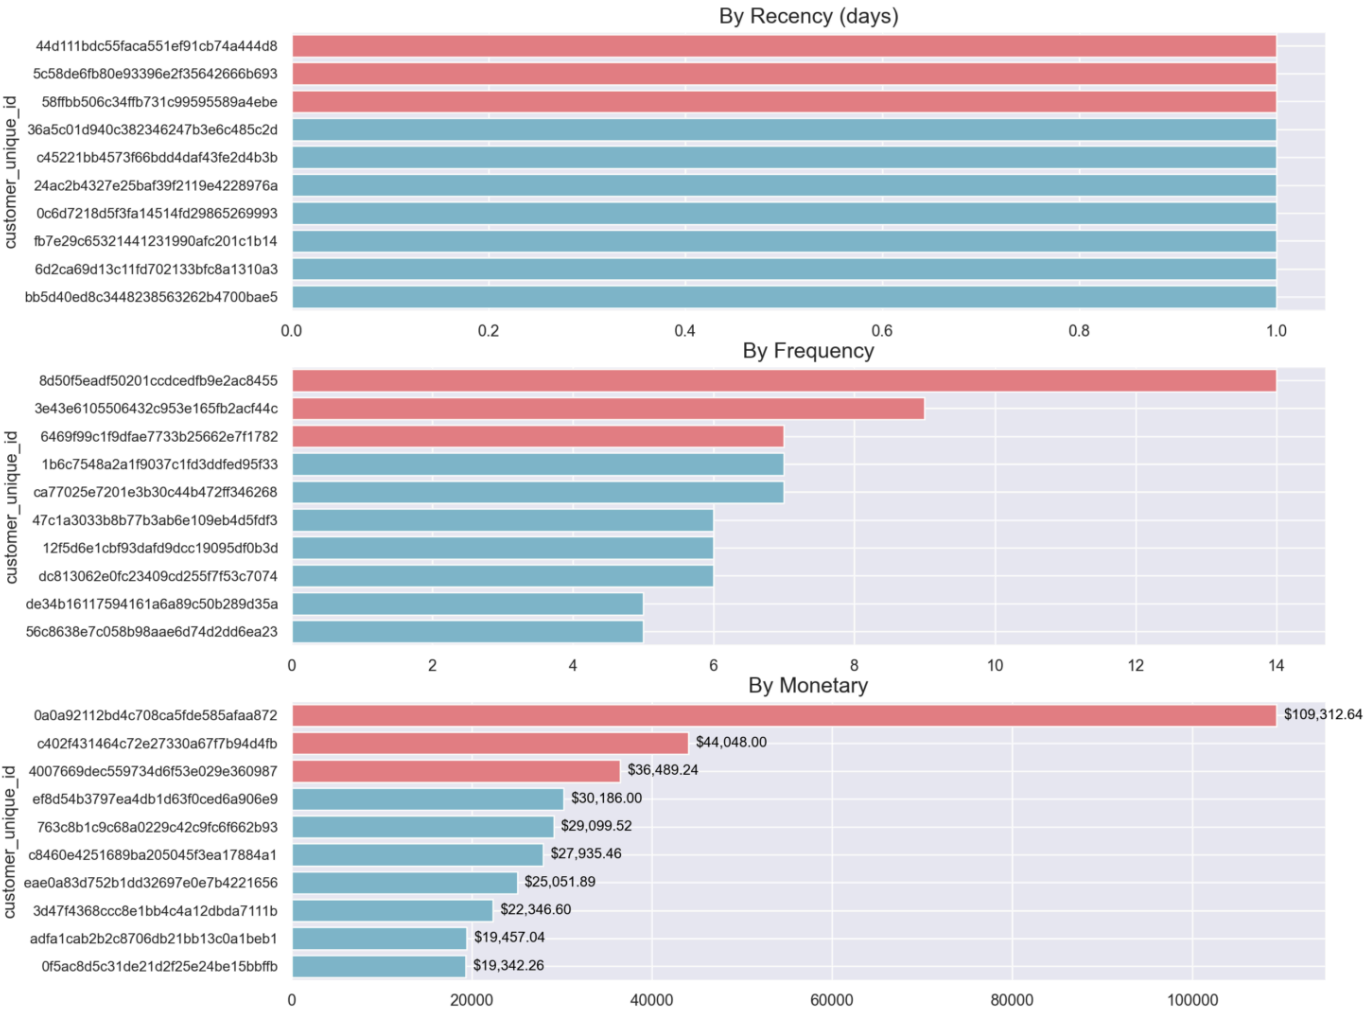 By Recency (days)
customer_unique_id
44d111bdc55faca551ef91cb74a444d8
5c58de6fb80e93396e2f35642666b693
58ffbb506c34ffb731c99595589a4ebe
36a5c01d940c382346247b3e6c485c2d
c45221bb4573f66bdd4daf43fe2d4b3b
24ac2b4327e25baf39f2119e4228976a
0c6d7218d5f3fa14514fd29865269993
fb7e29c65321441231990afc201c1b14
6d2ca69d13c11fd702133bfc8a1310a3
bb5d40ed8c3448238563262b4700bae5
0.0 0.2 0.4 0.6 0.8 1.0
By Frequency
customer_unique_id
8d50f5eadf50201ccdcedfb9e2ac8455
3e43e6105506432c953e165fb2acf44c
6469f99c1f9dfae7733b25662e7f1782
1b6c7548a2a1f9037c1fd3ddfed95f33
ca77025e7201e3b30c44b472ff346268
47c1a3033b8b77b3ab6e109eb4d5fdf3
12f5d6e1cbf93dafd9dcc19095df0b3d
dc813062e0fc23409cd255f7f53c7074
de34b16117594161a6a89c50b289d35a
56c8638e7c058b98aae6d74d2dd6ea23
0 2 4 6 8 10 12 14
By Monetary
customer_unique_id
0a0a92112bd4c708ca5fde585afaa872 $109,312.64
c402f431464c72e27330a67f7b94d4fb $44,048.00
4007669dec559734d6f53e029e360987 $36,489.24
ef8d54b3797ea4db1d63f0ced6a906e9 $30,186.00
763c8b1c9c68a0229c42c9fc6f662b93 $29,099.52
c8460e4251689ba205045f3ea17884a1 $27,935.46
eae0a83d752b1dd32697e0e7b4221656 $25,051.89
3d47f4368ccc8e1bb4c4a12dbda7111b $22,346.60
adfa1cab2b2c8706db21bb13c0a1beb1 $19,457.04
0f5ac8d5c31de21d2f25e24be15bbffb $19,342.26
0 20000 40000 60000 80000 100000